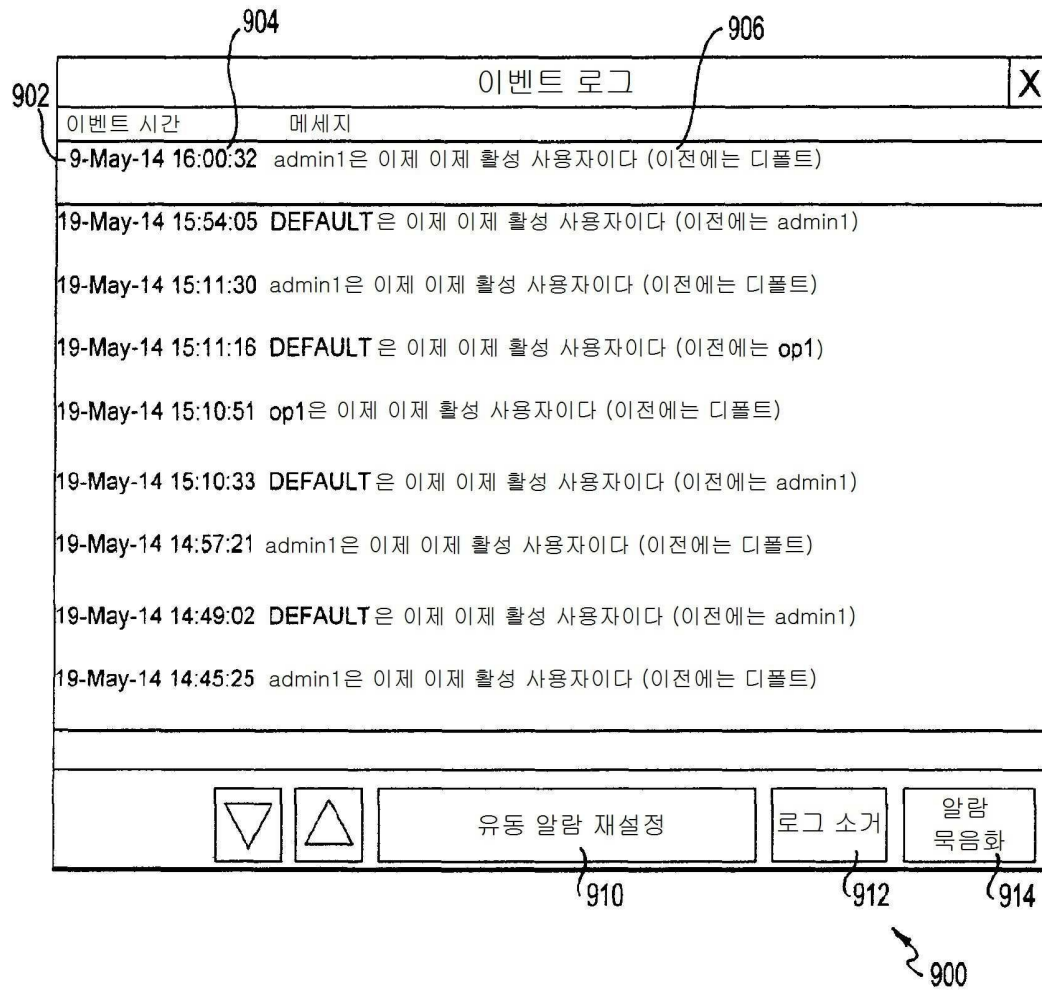 904
906
이벤트 로그 X
902
이벤트 시간 메세지
9-May-14 16:00:32 admin1은 이제 이제 활성 사용자이다 (이전에는 디폴트)
19-May-14 15:54:05 DEFAULT은 이제 이제 활성 사용자이다 (이전에는 admin1)
19-May-14 15:11:30 admin1은 이제 이제 활성 사용자이다 (이전에는 디폴트)
19-May-14 15:11:16 DEFAULT은 이제 이제 활성 사용자이다 (이전에는 op1)
19-May-14 15:10:51 op1은 이제 이제 활성 사용자이다 (이전에는 디폴트)
19-May-14 15:10:33 DEFAULT은 이제 이제 활성 사용자이다 (이전에는 admin1)
19-May-14 14:57:21 admin1은 이제 이제 활성 사용자이다 (이전에는 디폴트)
19-May-14 14:49:02 DEFAULT은 이제 이제 활성 사용자이다 (이전에는 admin1)
19-May-14 14:45:25 admin1은 이제 이제 활성 사용자이다 (이전에는 디폴트)
유동 알람 재설정
로그 소거
알람
묵음화
910
912
914
900